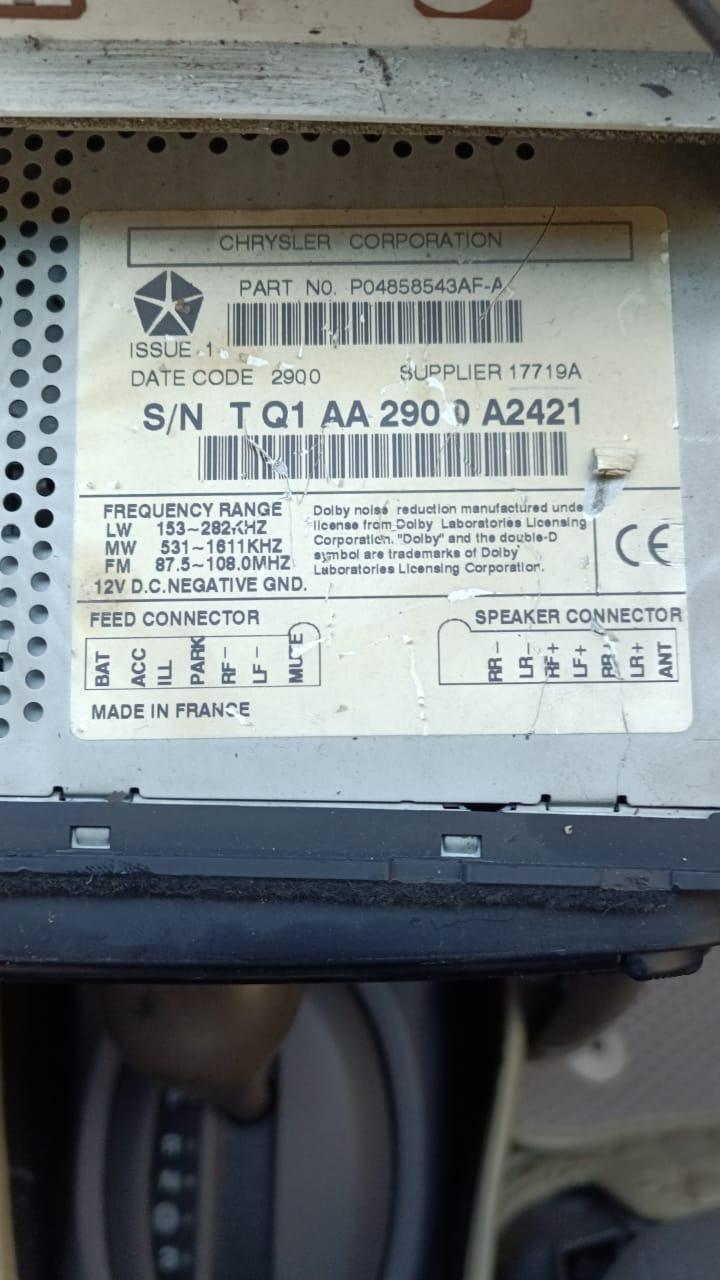 CHRYSLER CORPORATION
PART NO. P04858543AF-A
ISSUE 1
DATE CODE 2900 SUPPLIER 17719A
S/N T Q1 AA 290 0 A2421
FREQUENCY RANGE
LW 153~282KHZ
MW 531~1611KHZ
FM 87.5~108.0MHZ
12V D.C.NEGATIVE GND.
Dolby noise reduction manufactured unde
license from Dolby Laboratories Licensing
Corporation. "Dolby" and the double-D
symbol are trademarks of Dolby
Laboratories Licensing Corporation.
CE
FEED CONNECTOR
BAT ACC ILL PARK RF- LF- MUTE
SPEAKER CONNECTOR
RR- LR- RF+ LF+ RR+ LR+ ANT
MADE IN FRANCE